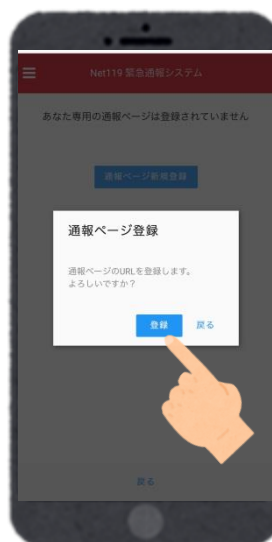 Net119 緊急通報システム
あなた専用の通報ページは登録されていません
通報ページ新規登録
通報ページ登録
通報ページのURLを登録します。
よろしいですか？
登録 戻る
戻る